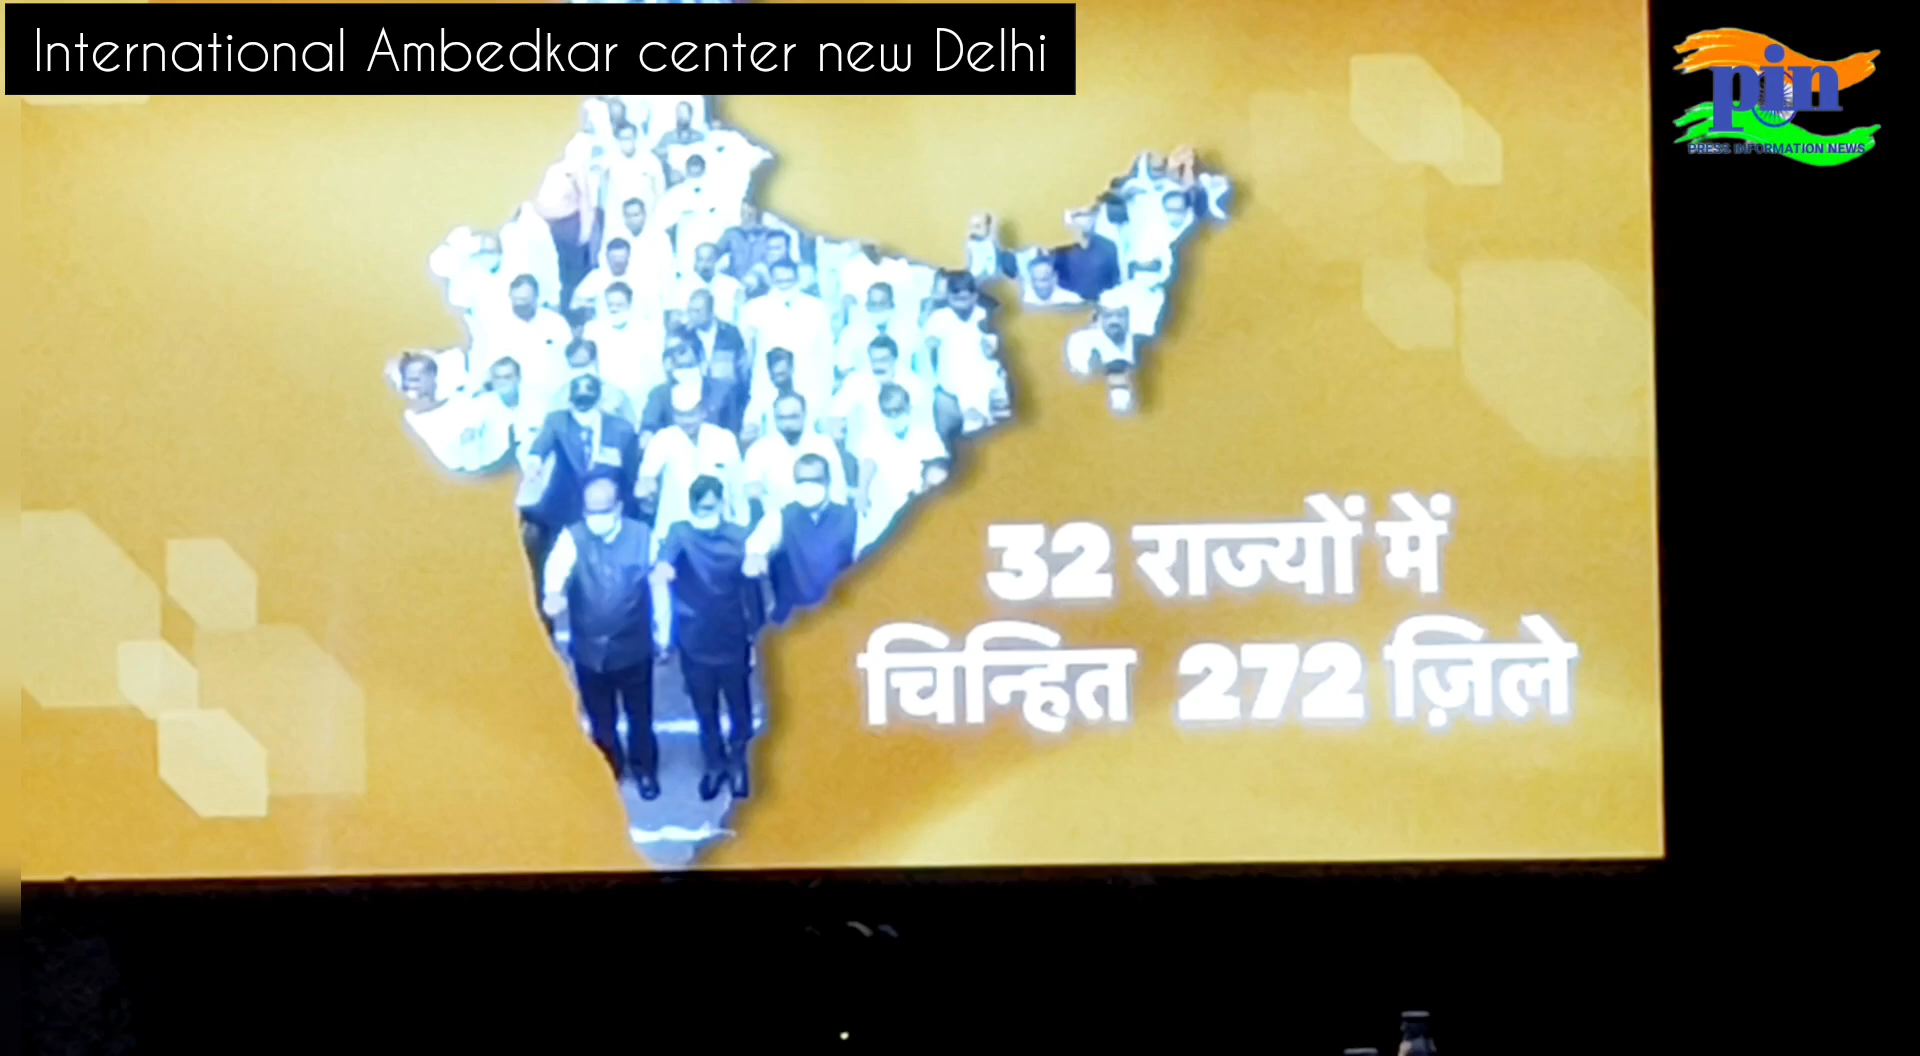 International Ambedkar center new Delhi
pin
PRESS INFORMATION NEWS
32 राज्यों में
चिन्हित 272 ज़िले